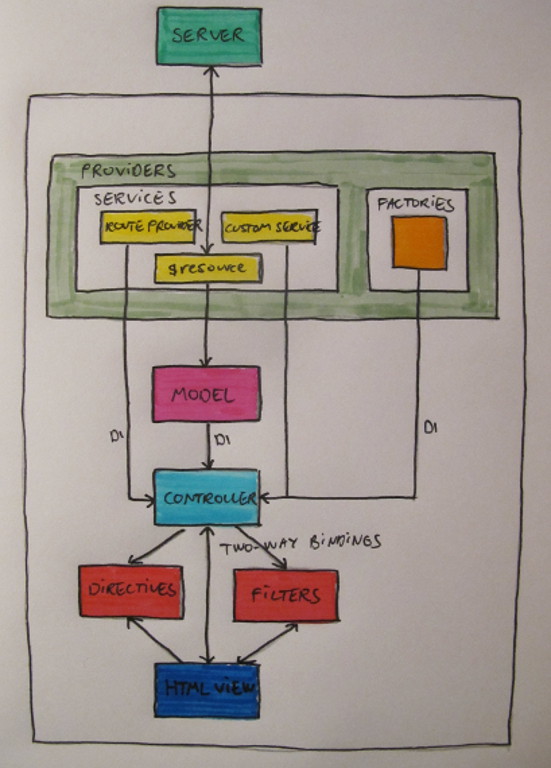 SERVER
PROVIDERS
SERVICES
FACTORIES
ROUTE PROVIDER
CUSTOM SERVICE
$resource
MODEL
DI
DI
DI
CONTROLLER
TWO-WAY BINDINGS
DIRECTIVES
FILTERS
HTML VIEW